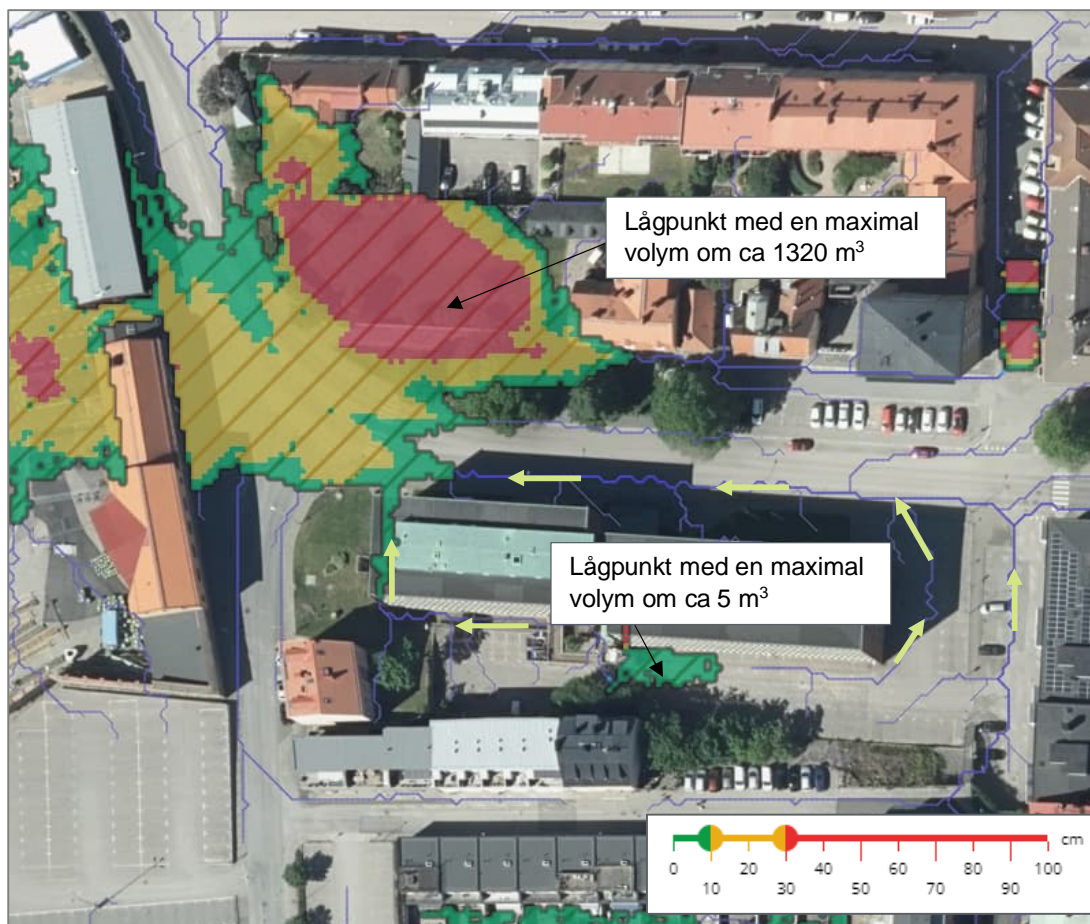 Lågpunkt med en maximal
volym om ca 1320 m³
Lågpunkt med en maximal
volym om ca 5 m³
cm
0 20 40 60 80 100
10 30 50 70 90